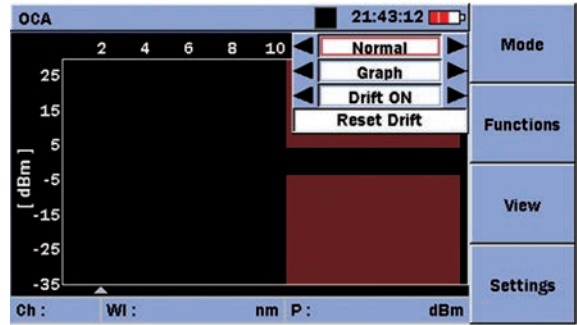 OCA 21:43:12
2 4 6 8 10
Normal
Graph
Drift ON
Reset Drift
25
15
5
-5
-15
-25
-35
[ dBm ]
Ch : Wl : nm P : dBm
Mode
Functions
View
Settings